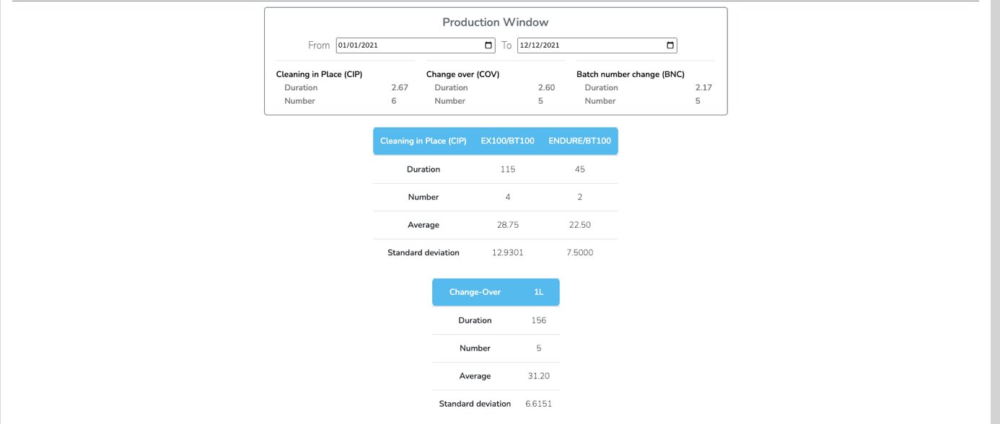 Production Window
From 01/01/2021 To 12/12/2021
Cleaning in Place (CIP) Change over (COV) Batch number change (BNC)
Duration 2.67 Duration 2.60 Duration 2.17
Number 6 Number 5 Number 5
Cleaning in Place (CIP) EX100/BT100 ENDURE/BT100
Duration 115 45
Number 4 2
Average 28.75 22.50
Standard deviation 12.9301 7.5000
Change-Over 1L
Duration 156
Number 5
Average 31.20
Standard deviation 6.6151